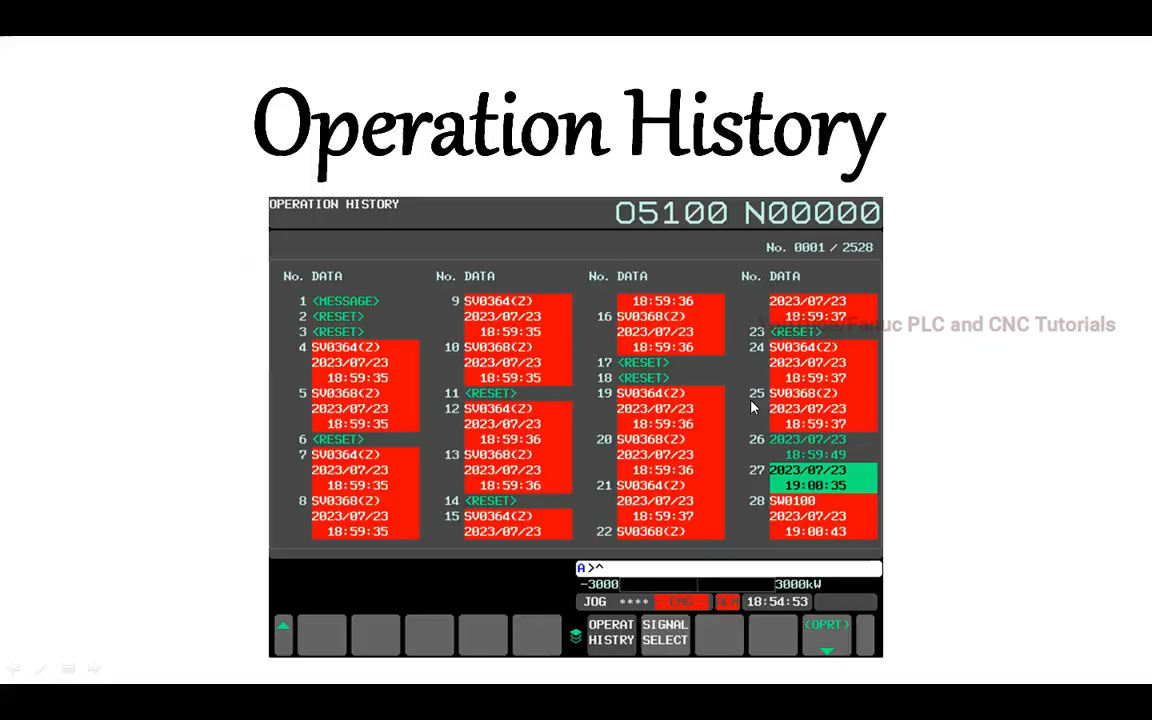 Operation History
OPERATION HISTORY
O5100 N00000
No. 0001 / 2528
No. DATA
1 <MESSAGE>
2 <RESET>
3 <RESET>
4 SV0364(Z)
2023/07/23
18:59:35
5 SV0368(Z)
2023/07/23
18:59:35
6 <RESET>
7 SV0364(Z)
2023/07/23
18:59:35
8 SV0368(Z)
2023/07/23
18:59:35
No. DATA
9 SV0364(Z)
2023/07/23
18:59:35
10 SV0368(Z)
2023/07/23
18:59:35
11 <RESET>
12 SV0364(Z)
2023/07/23
18:59:36
13 SV0368(Z)
2023/07/23
18:59:36
14 <RESET>
15 SV0364(Z)
2023/07/23
No. DATA
18:59:36
16 SV0368(Z)
2023/07/23
18:59:36
17 <RESET>
18 <RESET>
19 SV0364(Z)
2023/07/23
18:59:36
20 SV0368(Z)
2023/07/23
18:59:36
21 SV0364(Z)
2023/07/23
18:59:37
22 SV0368(Z)
No. DATA
2023/07/23
18:59:37
23 <RESET>
24 SV0364(Z)
2023/07/23
18:59:37
25 SV0368(Z)
2023/07/23
18:59:37
26 2023/07/23
18:59:49
27 2023/07/23
19:00:35
28 SW0100
2023/07/23
19:00:43
PLC and CNC Tutorials
A >^
-3000 3000kW
JOG **** EMG ALM 18:54:53
OPERAT HISTRY
SIGNAL SELECT
(OPRT)